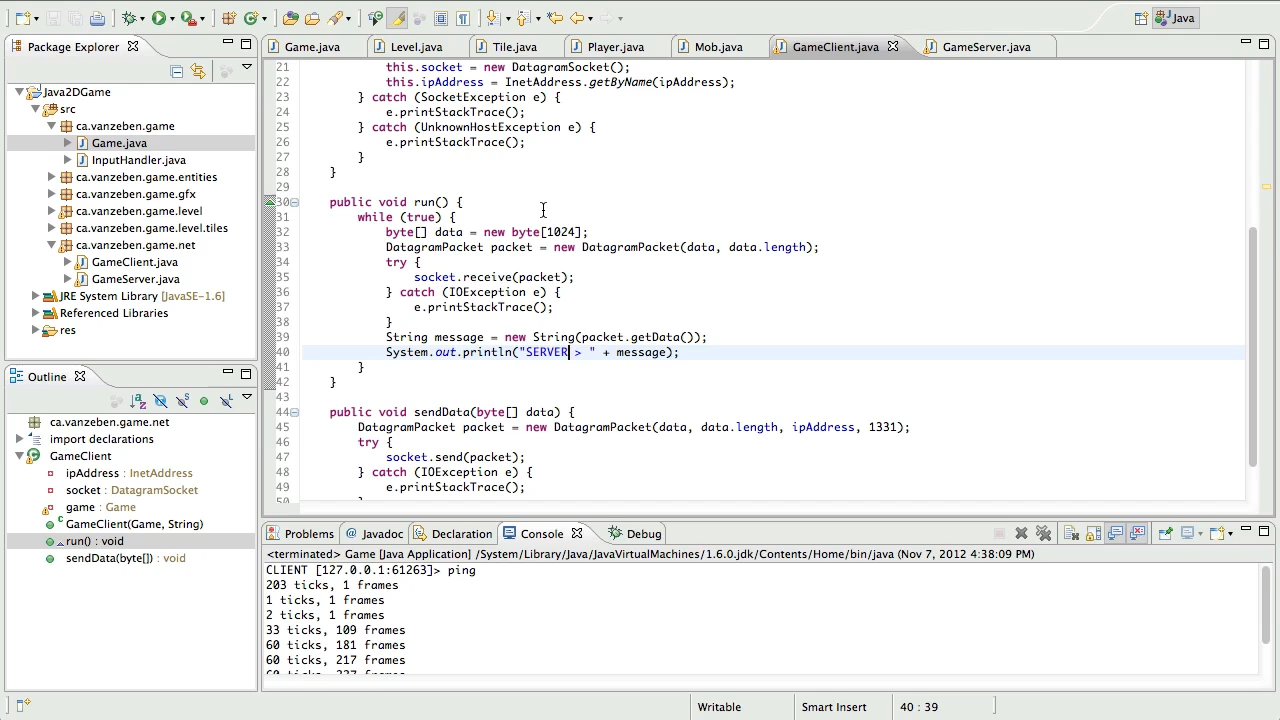 Java
Package Explorer
Game.java
Level.java
Tile.java
Player.java
Mob.java
GameClient.java
GameServer.java
Java2DGame
src
ca.vanzeben.game
Game.java
InputHandler.java
ca.vanzeben.game.entities
ca.vanzeben.game.gfx
ca.vanzeben.game.level
ca.vanzeben.game.level.tiles
ca.vanzeben.game.net
GameClient.java
GameServer.java
JRE System Library [JavaSE-1.6]
Referenced Libraries
res
21 this.socket = new DatagramSocket();
22 this.ipAddress = InetAddress.getByName(ipAddress);
23 } catch (SocketException e) {
24 e.printStackTrace();
25 } catch (UnknownHostException e) {
26 e.printStackTrace();
27 }
28 }
29
30 public void run() {
31 while (true) {
32 byte[] data = new byte[1024];
33 DatagramPacket packet = new DatagramPacket(data, data.length);
34 try {
35 socket.receive(packet);
36 } catch (IOException e) {
37 e.printStackTrace();
38 }
39 String message = new String(packet.getData());
40 System.out.println("SERVER > " + message);
41 }
42 }
43
44 public void sendData(byte[] data) {
45 DatagramPacket packet = new DatagramPacket(data, data.length, ipAddress, 1331);
46 try {
47 socket.send(packet);
48 } catch (IOException e) {
49 e.printStackTrace();
50 }
Outline
ca.vanzeben.game.net
import declarations
GameClient
ipAddress : InetAddress
socket : DatagramSocket
game : Game
GameClient(Game, String)
run() : void
sendData(byte[]) : void
Problems
Javadoc
Declaration
Console
Debug
<terminated> Game [Java Application] /System/Library/Java/JavaVirtualMachines/1.6.0.jdk/Contents/Home/bin/java (Nov 7, 2012 4:38:09 PM)
CLIENT [127.0.0.1:61263]> ping
203 ticks, 1 frames
1 ticks, 1 frames
2 ticks, 1 frames
33 ticks, 109 frames
60 ticks, 181 frames
60 ticks, 217 frames
Writable
Smart Insert
40 : 39